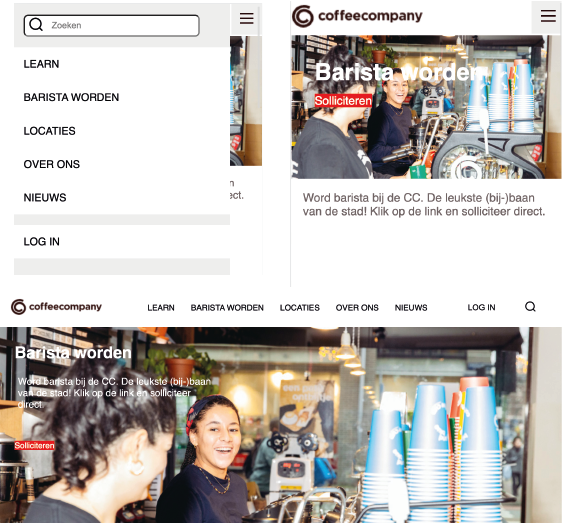 Zoeken
LEARN
BARISTA WORDEN
LOCATIES
OVER ONS
NIEUWS
LOG IN
ct.
coffeecompany
Barista worden
Solliciteren
Word barista bij de CC. De leukste (bij-)baan
van de stad! Klik op de link en solliciteer direct.
coffeecompany
LEARN BARISTA WORDEN LOCATIES OVER ONS NIEUWS LOG IN
Barista worden
Word barista bij de CC. De leukste (bij-)baan
van de stad! Klik op de link en solliciteer
direct.
Solliciteren